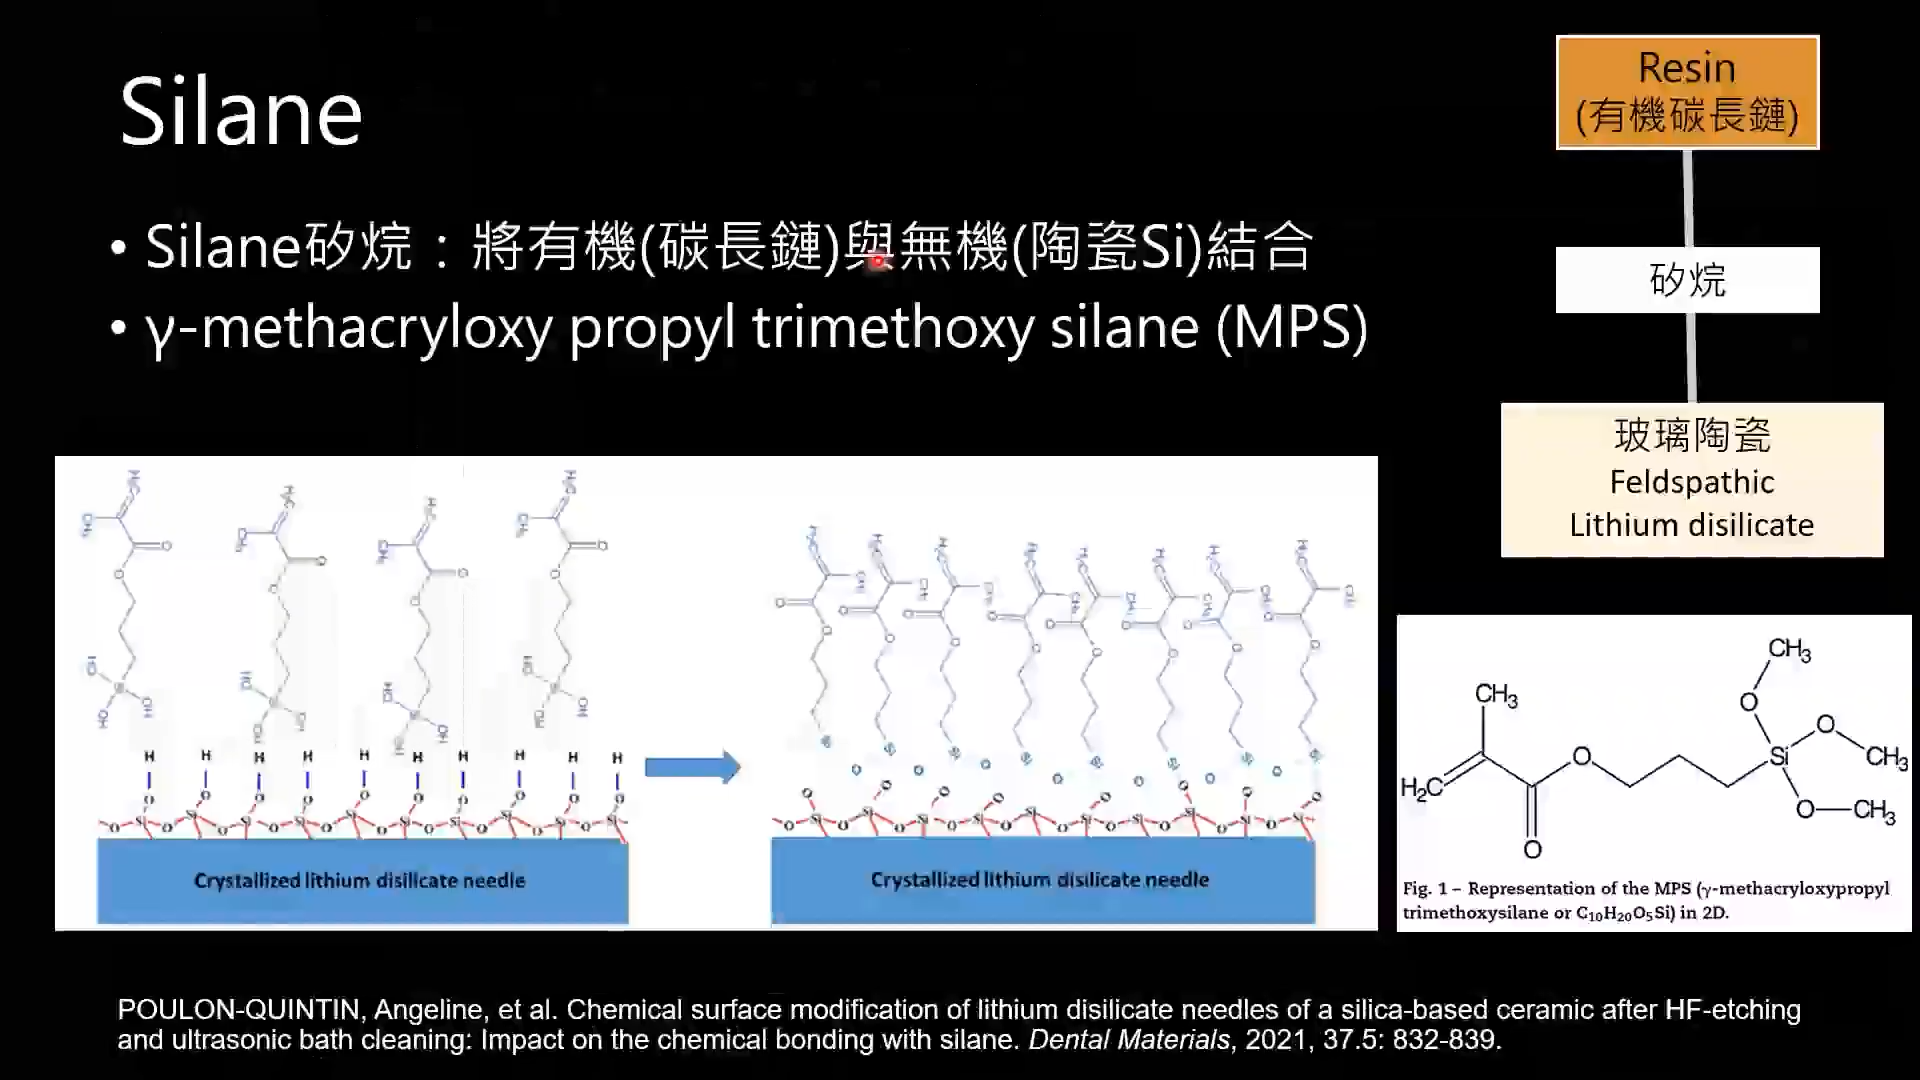 Silane
• Silane矽烷：將有機(碳長鏈)與無機(陶瓷Si)結合
• γ-methacryloxy propyl trimethoxy silane (MPS)
Resin
(有機碳長鏈)
矽烷
玻璃陶瓷
Feldspathic
Lithium disilicate
Crystallized lithium disilicate needle
Crystallized lithium disilicate needle
CH₃
CH₃
O
O
O
Si
CH₃
H₂C
O
CH₃
O
Fig. 1 – Representation of the MPS (γ-methacryloxypropyl
trimethoxysilane or C₁₀H₂₀O₅Si) in 2D.
POULON-QUINTIN, Angeline, et al. Chemical surface modification of lithium disilicate needles of a silica-based ceramic after HF-etching
and ultrasonic bath cleaning: Impact on the chemical bonding with silane. Dental Materials, 2021, 37.5: 832-839.